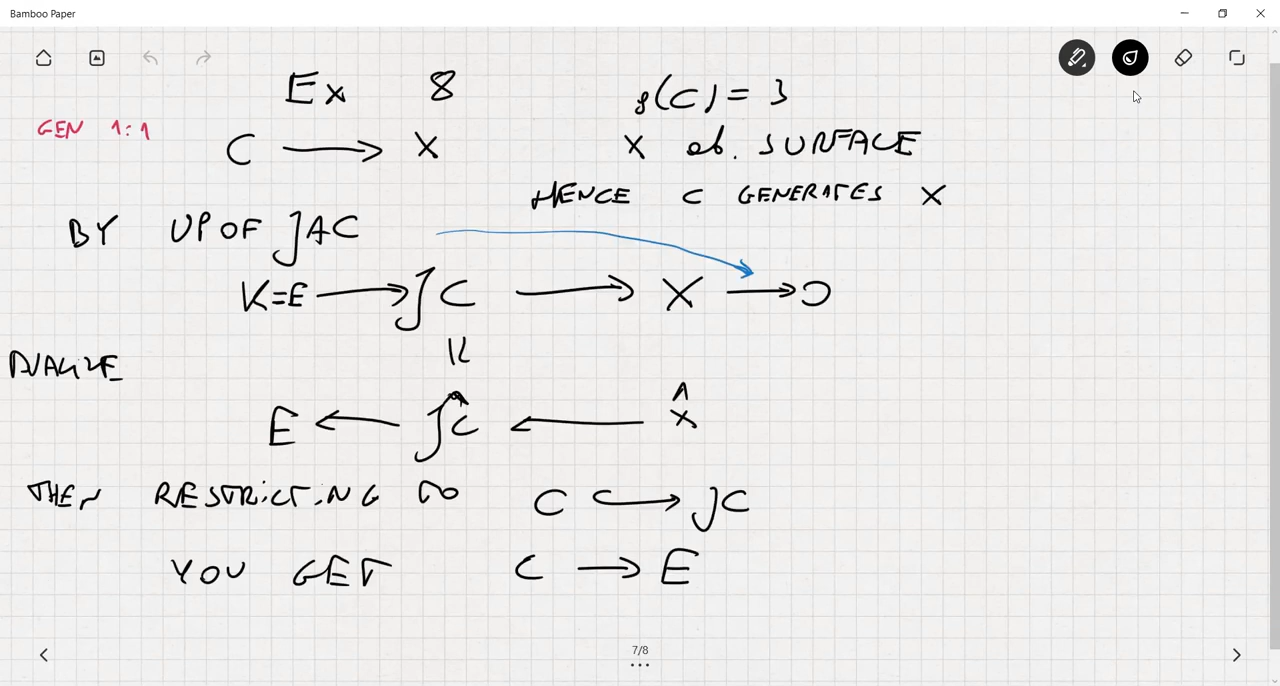 Bamboo Paper
Ex 8
g(C) = 3
GEN 1:1
C → X
X ab. SURFACE
HENCE C GENERATES X
BY UP OF JAC
K=E → JC → X → 0
DUALIZE
E ← JC^ ← X^
THEN RESTRICTING TO C ↪ JC
YOU GET C → E
7/8